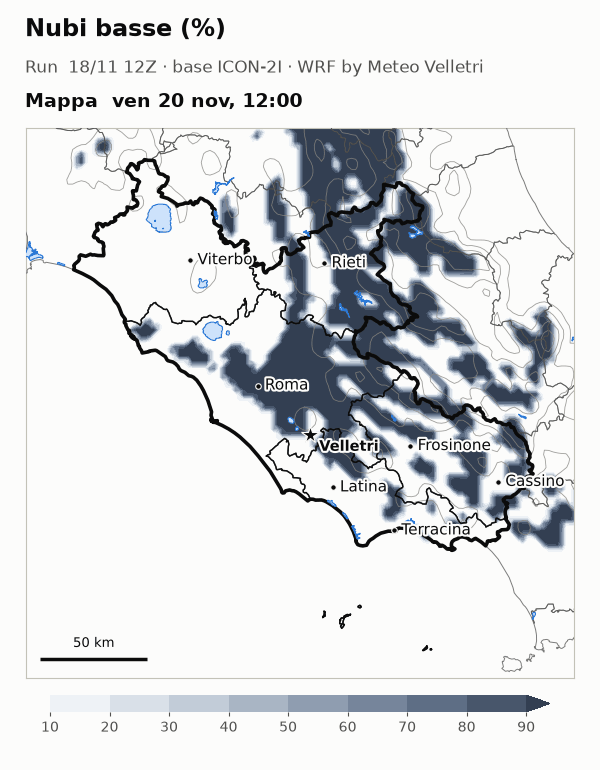 Nubi basse (%)
Run 18/11 12Z · base ICON-2I · WRF by Meteo Velletri
Mappa ven 20 nov, 12:00
Viterbo
Rieti
Roma
Velletri
Frosinone
Cassino
Latina
Terracina
50 km
10 20 30 40 50 60 70 80 90